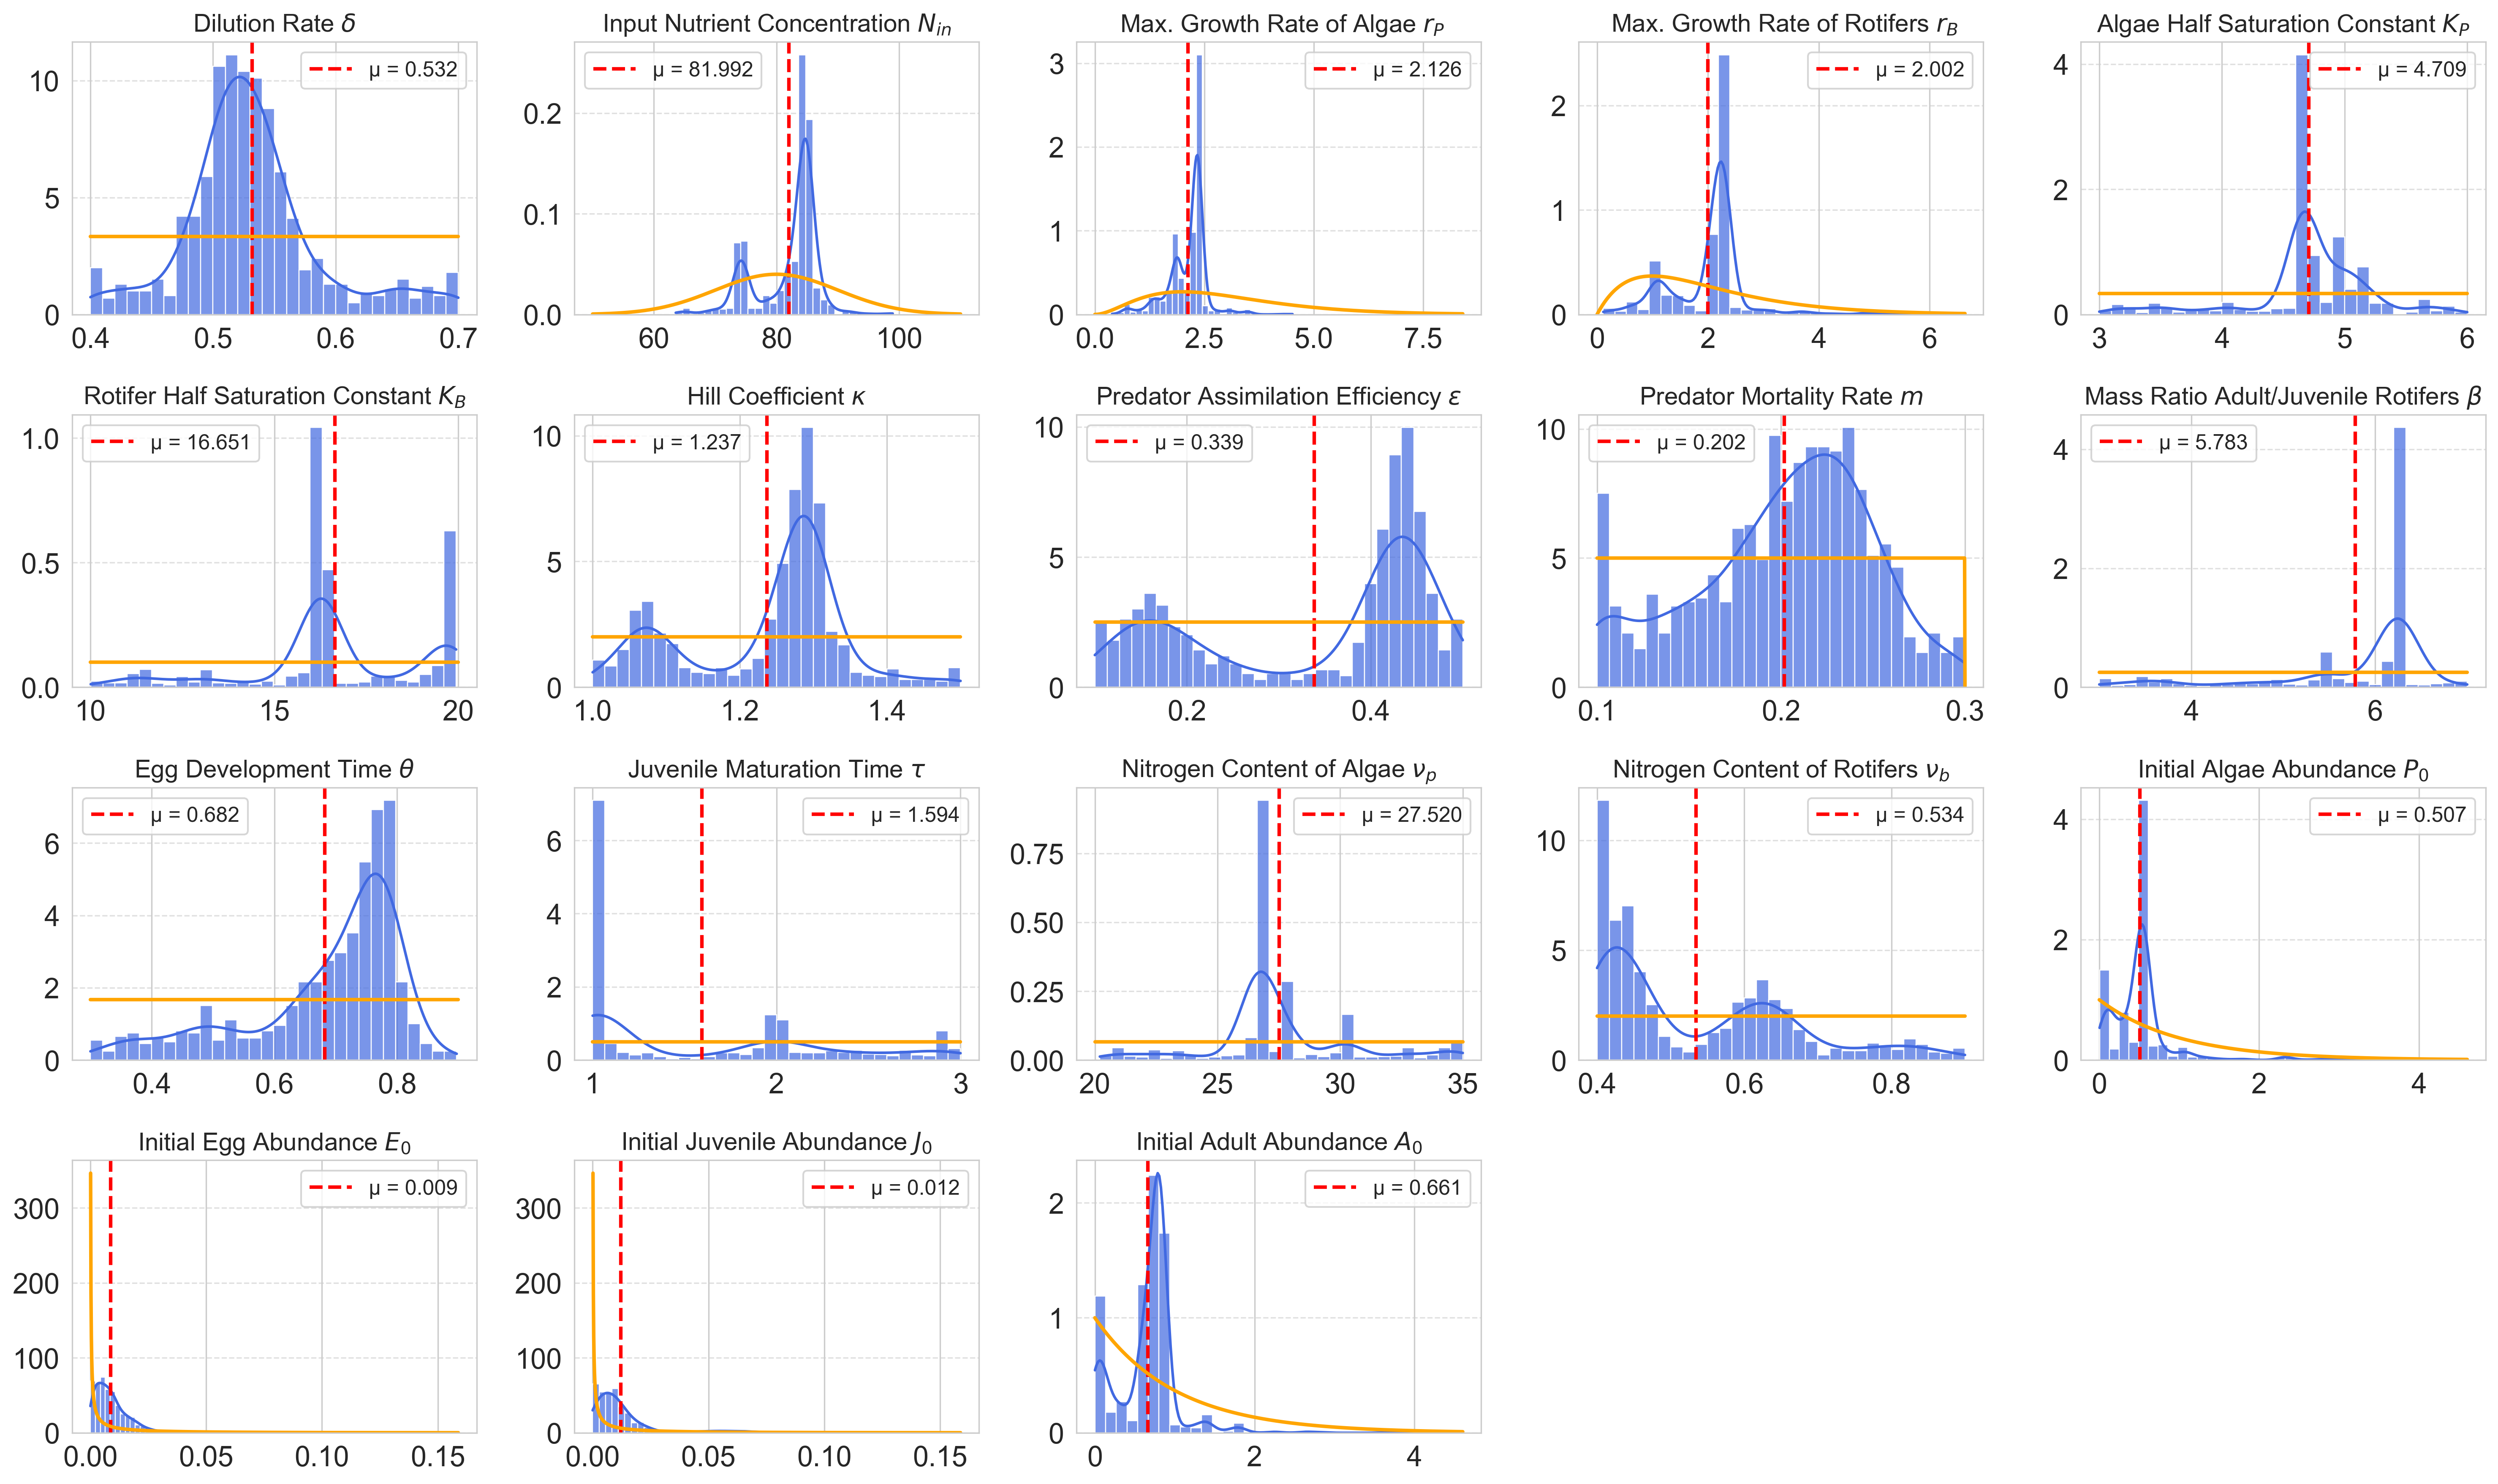 Dilution Rate δ
Input Nutrient Concentration N_in
Max. Growth Rate of Algae r_P
Max. Growth Rate of Rotifers r_B
Algae Half Saturation Constant K_P
μ = 0.532
μ = 81.992
μ = 2.126
μ = 2.002
μ = 4.709
10
5
0
0.2
0.1
0.0
3
2
1
0
2
1
0
4
2
0
0.4 0.5 0.6 0.7
60 80 100
0.0 2.5 5.0 7.5
0 2 4 6
3 4 5 6
Rotifer Half Saturation Constant K_B
Hill Coefficient κ
Predator Assimilation Efficiency ε
Predator Mortality Rate m
Mass Ratio Adult/Juvenile Rotifers β
μ = 16.651
μ = 1.237
μ = 0.339
μ = 0.202
μ = 5.783
1.0
0.5
0.0
10
5
0
10
5
0
10
5
0
4
2
0
10 15 20
1.0 1.2 1.4
0.2 0.4
0.1 0.2 0.3
4 6
Egg Development Time θ
Juvenile Maturation Time τ
Nitrogen Content of Algae ν_p
Nitrogen Content of Rotifers ν_b
Initial Algae Abundance P_0
μ = 0.682
μ = 1.594
μ = 27.520
μ = 0.534
μ = 0.507
6
4
2
0
6
4
2
0
0.75
0.50
0.25
0.00
10
5
0
4
2
0
0.4 0.6 0.8
1 2 3
20 25 30 35
0.4 0.6 0.8
0 2 4
Initial Egg Abundance E_0
Initial Juvenile Abundance J_0
Initial Adult Abundance A_0
μ = 0.009
μ = 0.012
μ = 0.661
300
200
100
0
300
200
100
0
2
1
0
0.00 0.05 0.10 0.15
0.00 0.05 0.10 0.15
0 2 4